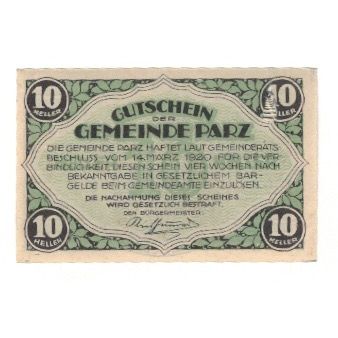 10 HELLER
10 HELLER
GUTSCHEIN
DER
GEMEINDE PARZ
DIE GEMEINDE PARZ HAFTET LAUT GEMEINDERATS
BESCHLUSS VOM 14. MÄRZ 1920 FÜR DIE VER
BINDLICHKEIT, DIESEN SCHEIN VIER WOCHEN NACH
BEKANNTGABE IN GESETZLICHEM BAR-
GELDE BEIM GEMEINDEAMTE EINZULÖSEN.
DIE NACHAHMUNG DIESES SCHEINES
WIRD GESETZLICH BESTRAFT.
DER BÜRGERMEISTER:
10 HELLER
10 HELLER